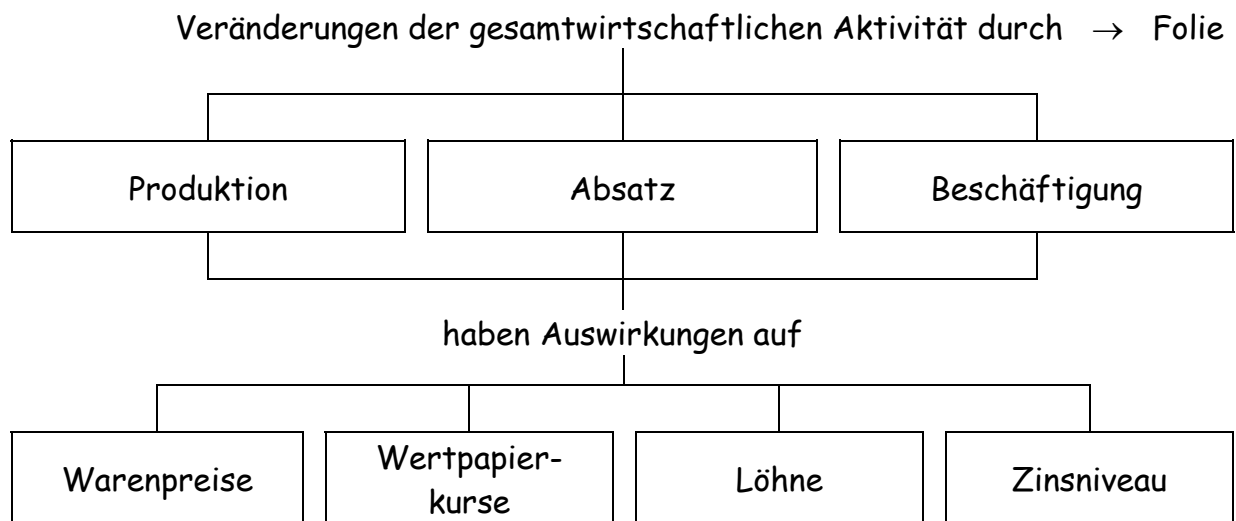 Veränderungen der gesamtwirtschaftlichen Aktivität durch → Folie
Produktion
Absatz
Beschäftigung
haben Auswirkungen auf
Warenpreise
Wertpapier-
kurse
Löhne
Zinsniveau